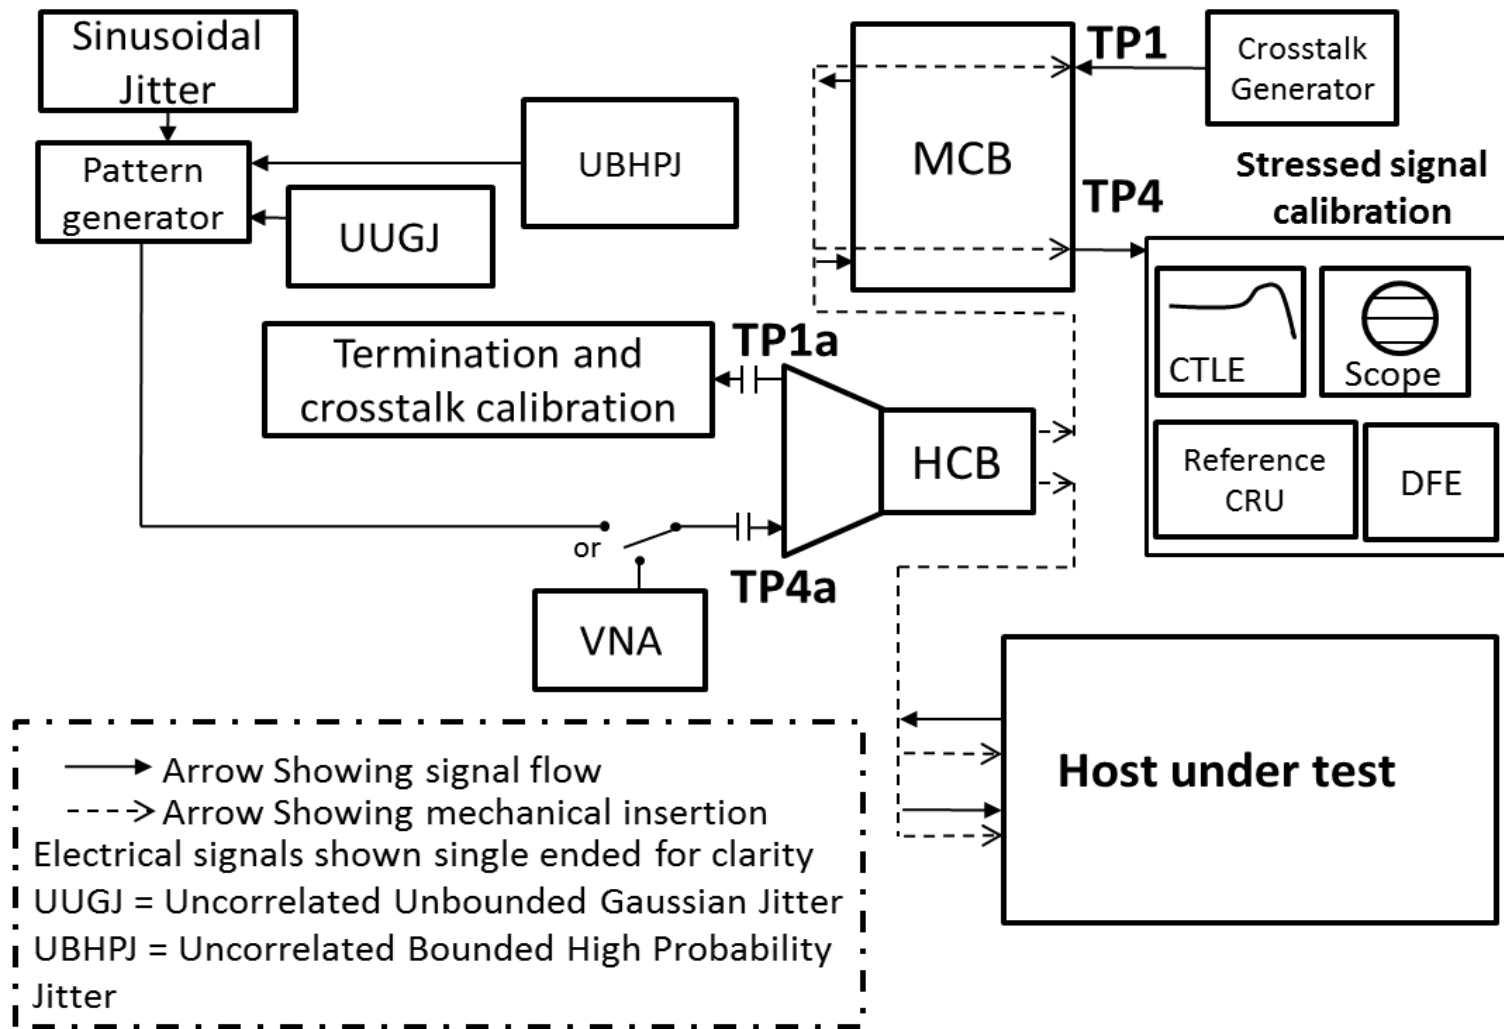 Sinusoidal
Jitter
Pattern
generator
UBHPJ
UUGJ
MCB
TP1
Crosstalk
Generator
TP4
Stressed signal
calibration
CTLE
Scope
Reference
CRU
DFE
Termination and
crosstalk calibration
TP1a
HCB
or
TP4a
VNA
Host under test
Arrow Showing signal flow
Arrow Showing mechanical insertion
Electrical signals shown single ended for clarity
UUGJ = Uncorrelated Unbounded Gaussian Jitter
UBHPJ = Uncorrelated Bounded High Probability
Jitter